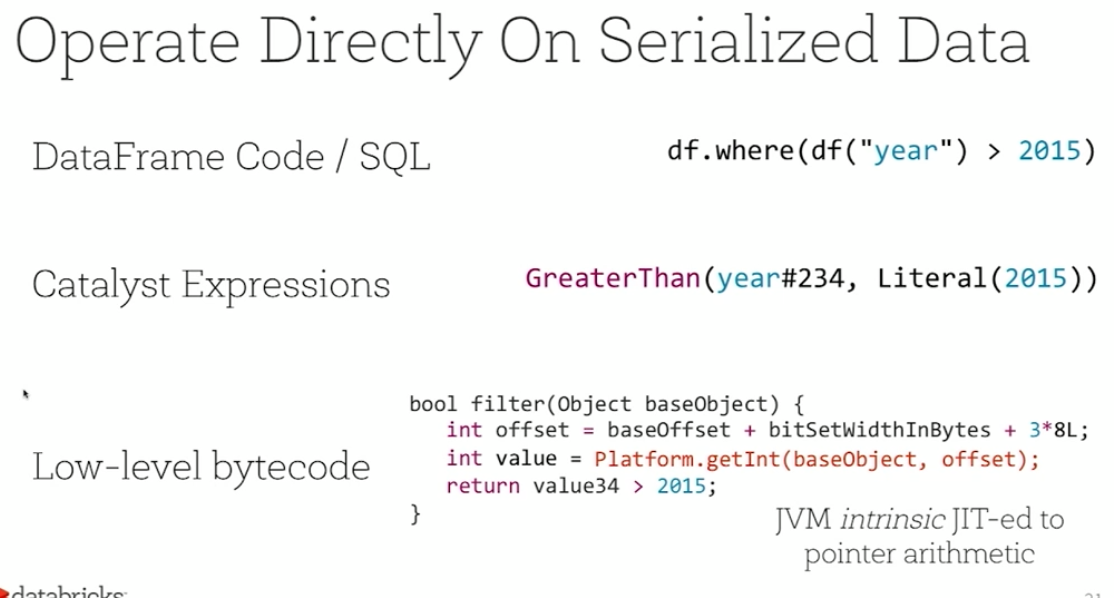 Operate Directly On Serialized Data
DataFrame Code / SQL
df.where(df("year") > 2015)
Catalyst Expressions
GreaterThan(year#234, Literal(2015))
Low-level bytecode
bool filter(Object baseObject) {
int offset = baseOffset + bitSetWidthInBytes + 3*8L;
int value = Platform.getInt(baseObject, offset);
return value34 > 2015;
}
JVM intrinsic JIT-ed to
pointer arithmetic
databricks